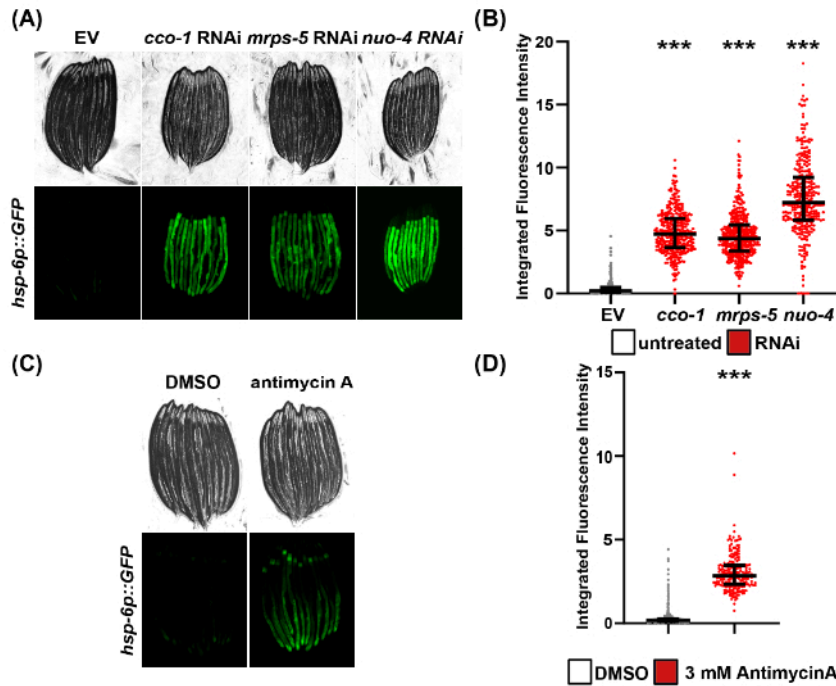 (A)
EV
cco-1 RNAi
mrps-5 RNAi
nuo-4 RNAi
hsp-6p::GFP
(B)
Integrated Fluorescence Intensity
20
15
10
5
0
***
***
***
EV
cco-1
mrps-5
nuo-4
untreated
RNAi
(C)
DMSO
antimycin A
hsp-6p::GFP
(D)
Integrated Fluorescence Intensity
15
10
5
0
***
DMSO
3 mM AntimycinA